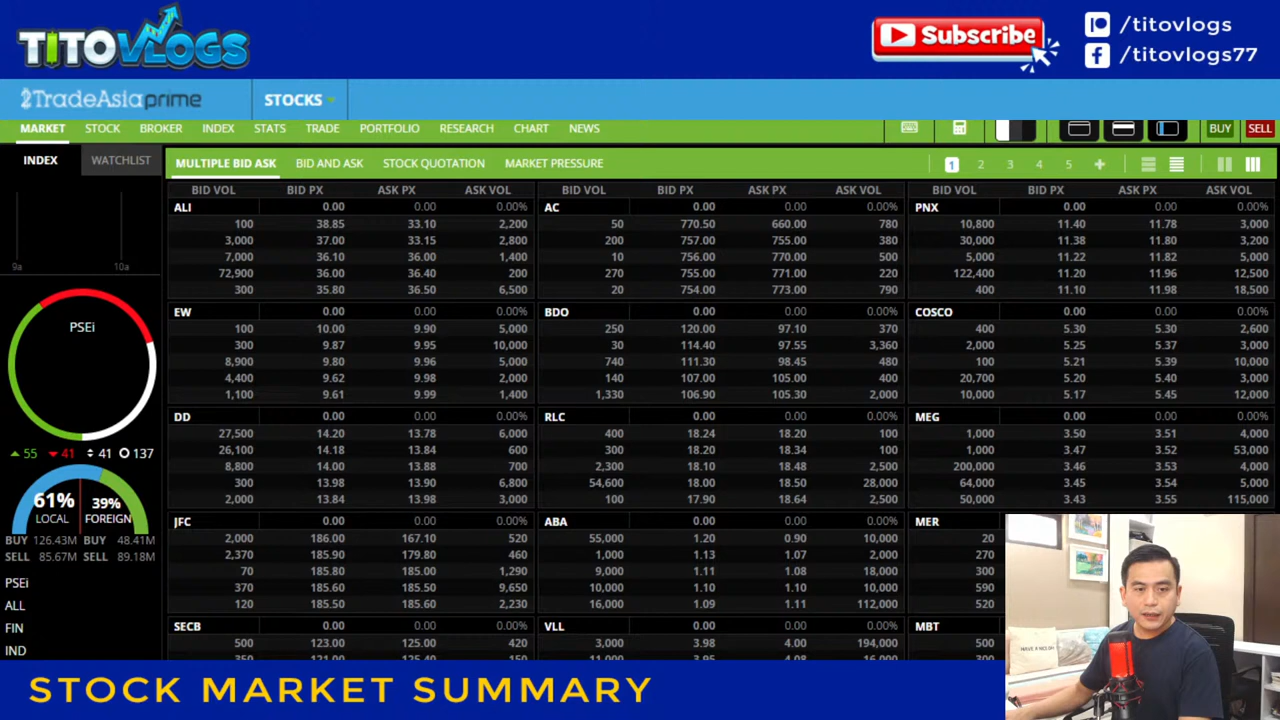 TITOVLOGS
Subscribe
/titovlogs
/titovlogs77
2TradeAsiaprime
STOCKS
MARKET STOCK BROKER INDEX STATS TRADE PORTFOLIO RESEARCH CHART NEWS BUY SELL
INDEX WATCHLIST MULTIPLE BID ASK BID AND ASK STOCK QUOTATION MARKET PRESSURE 1 2 3 4 5 +
BID VOL BID PX ASK PX ASK VOL BID VOL BID PX ASK PX ASK VOL BID VOL BID PX ASK PX ASK VOL
ALI 0.00 0.00 0.00% AC 0.00 0.00 0.00% PNX 0.00 0.00 0.00%
100 38.85 33.10 2,200 50 770.50 660.00 780 10,800 11.40 11.78 3,000
3,000 37.00 33.15 2,800 200 757.00 755.00 380 30,000 11.38 11.80 3,200
7,000 36.10 36.00 1,400 10 756.00 770.00 500 5,000 11.22 11.82 5,000
72,900 36.00 36.40 200 270 755.00 771.00 220 122,400 11.20 11.96 12,500
300 35.80 36.50 6,500 20 754.00 773.00 790 400 11.10 11.98 18,500
9a 10a
EW 0.00 0.00 0.00% BDO 0.00 0.00 0.00% COSCO 0.00 0.00 0.00%
100 10.00 9.90 5,000 250 120.00 97.10 370 400 5.30 5.30 2,600
300 9.87 9.95 10,000 30 114.40 97.55 3,360 2,000 5.25 5.37 3,000
8,900 9.80 9.96 5,000 740 111.30 98.45 480 100 5.21 5.39 10,000
4,400 9.62 9.98 2,000 140 107.00 105.00 400 20,700 5.20 5.40 3,000
1,100 9.61 9.99 1,400 1,330 106.90 105.30 2,000 10,000 5.17 5.45 12,000
PSEi
DD 0.00 0.00 0.00% RLC 0.00 0.00 0.00% MEG 0.00 0.00 0.00%
27,500 14.20 13.78 6,000 400 18.24 18.20 100 1,000 3.50 3.51 4,000
26,100 14.18 13.84 600 300 18.20 18.34 100 1,000 3.47 3.52 53,000
8,800 14.00 13.88 700 2,300 18.10 18.48 2,500 200,000 3.46 3.53 4,000
300 13.98 13.90 6,800 54,600 18.00 18.50 28,000 64,000 3.45 3.54 5,000
2,000 13.84 13.98 3,000 100 17.90 18.64 2,500 50,000 3.43 3.55 115,000
55 41 41 137
61% LOCAL 39% FOREIGN
BUY 126.43M BUY 48.41M
SELL 85.67M SELL 89.18M
JFC 0.00 0.00 0.00% ABA 0.00 0.00 0.00% MER
2,000 186.00 167.10 520 55,000 1.20 0.90 10,000 20
2,370 185.90 179.80 460 1,000 1.13 1.07 2,000 270
70 185.80 185.00 1,290 9,000 1.11 1.08 18,000 300
370 185.60 185.50 9,650 10,000 1.10 1.10 10,000 590
120 185.50 185.60 2,230 16,000 1.09 1.11 112,000 520
PSEi
ALL
FIN
IND
SECB 0.00 0.00 0.00% VLL 0.00 0.00 0.00% MBT
500 123.00 125.00 420 3,000 3.98 4.00 194,000 500
STOCK MARKET SUMMARY